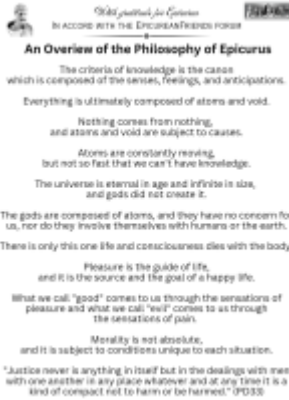 With gratitude for Epicurus
IN ACCORD WITH THE EPICUREANFRIENDS FORUM
An Overiew of the Philosophy of Epicurus
The criteria of knowledge is the canon
which is composed of the senses, feelings, and anticipations.
Everything is ultimately composed of atoms and void.
Nothing comes from nothing,
and atoms and void are subject to causes.
Atoms are constantly moving,
but not so fast that we can't have knowledge.
The universe is eternal in age and infinite in size,
and gods did not create it.
The gods are composed of atoms, and they have no concern fo
us, nor do they involve themselves with humans or the earth.
There is only this one life and consciousness dies with the body
Pleasure is the guide of life,
and it is the source and the goal of a happy life.
What we call "good" comes to us through the sensations of
pleasure and what we call "evil" comes to us through
the sensations of pain.
Morality is not absolute,
and it is subject to conditions unique to each situation.
"Justice never is anything in itself but in the dealings with men
with one another in any place whatever and at any time it is a
kind of compact not to harm or be harmed." (PD33)